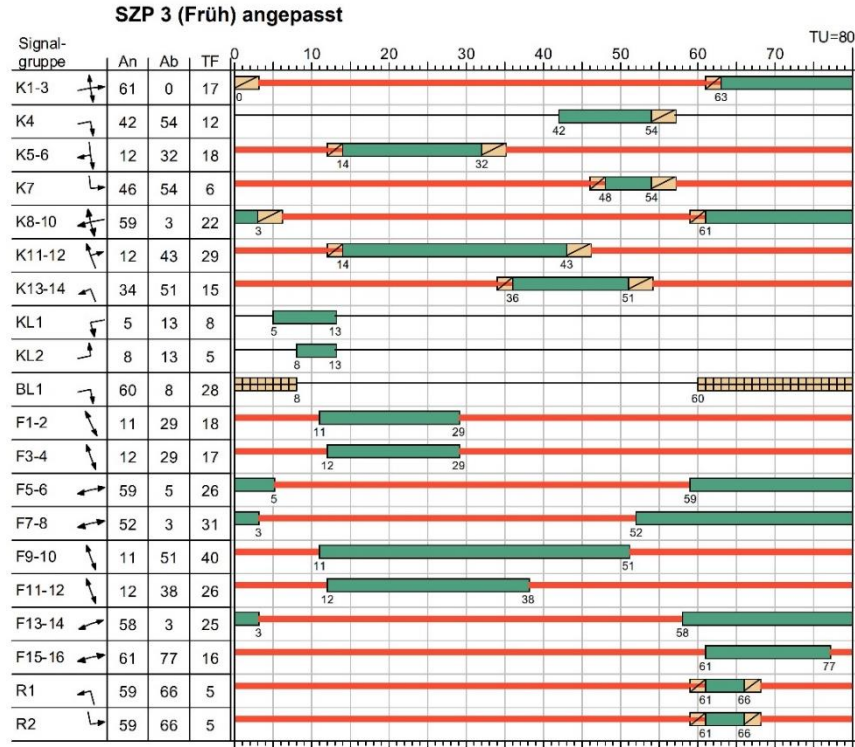 SZP 3 (Früh) angepasst
TU=80
Signal-
gruppe An Ab TF 0 10 20 30 40 50 60 70
K1-3 61 0 17 0 63
K4 42 54 12 42 54
K5-6 12 32 18 14 32
K7 46 54 6 48 54
K8-10 59 3 22 3 61
K11-12 12 43 29 14 43
K13-14 34 51 15 36 51
KL1 5 13 8 5 13
KL2 8 13 5 8 13
BL1 60 8 28 8 60
F1-2 11 29 18 11 29
F3-4 12 29 17 12 29
F5-6 59 5 26 5 59
F7-8 52 3 31 3 52
F9-10 11 51 40 11 51
F11-12 12 38 26 12 38
F13-14 58 3 25 3 58
F15-16 61 77 16 61 77
R1 59 66 5 61 66
R2 59 66 5 61 66